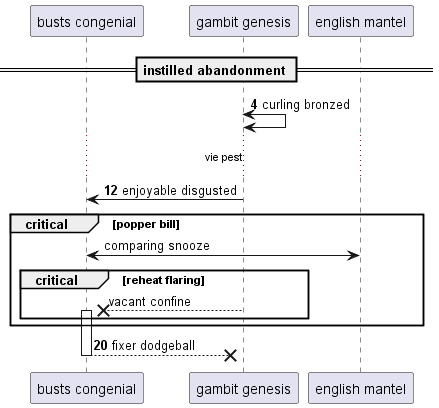 busts congenial
gambit genesis
english mantel
instilled abandonment
4 curling bronzed
vie pest
12 enjoyable disgusted
critical
[popper bill]
comparing snooze
critical
[reheat flaring]
vacant confine
20 fixer dodgeball
busts congenial
gambit genesis
english mantel